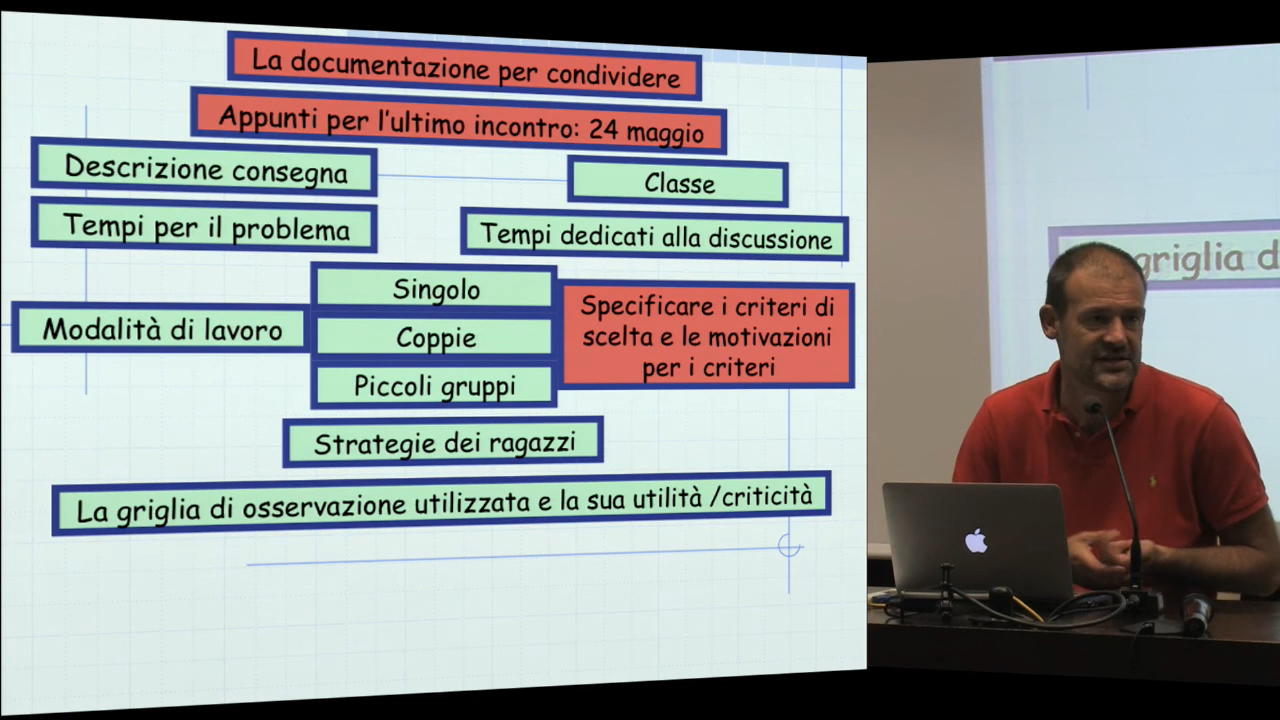 La documentazione per condividere
Appunti per l'ultimo incontro: 24 maggio
Descrizione consegna
Classe
Tempi per il problema
Tempi dedicati alla discussione
Modalità di lavoro
Singolo
Coppie
Piccoli gruppi
Specificare i criteri di
scelta e le motivazioni
per i criteri
Strategie dei ragazzi
La griglia di osservazione utilizzata e la sua utilità /criticità
griglia d